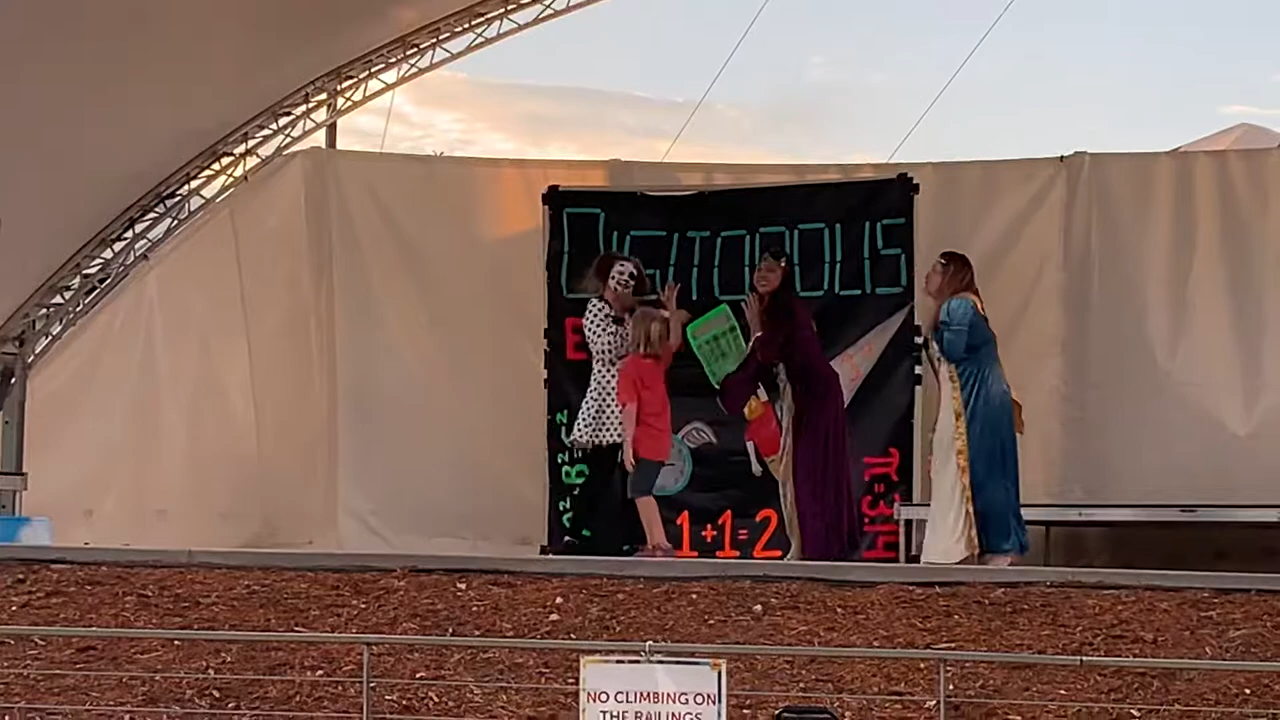 DIGITOPOLIS
1+1=2
π=3.14
NO CLIMBING ON
THE RAILINGS